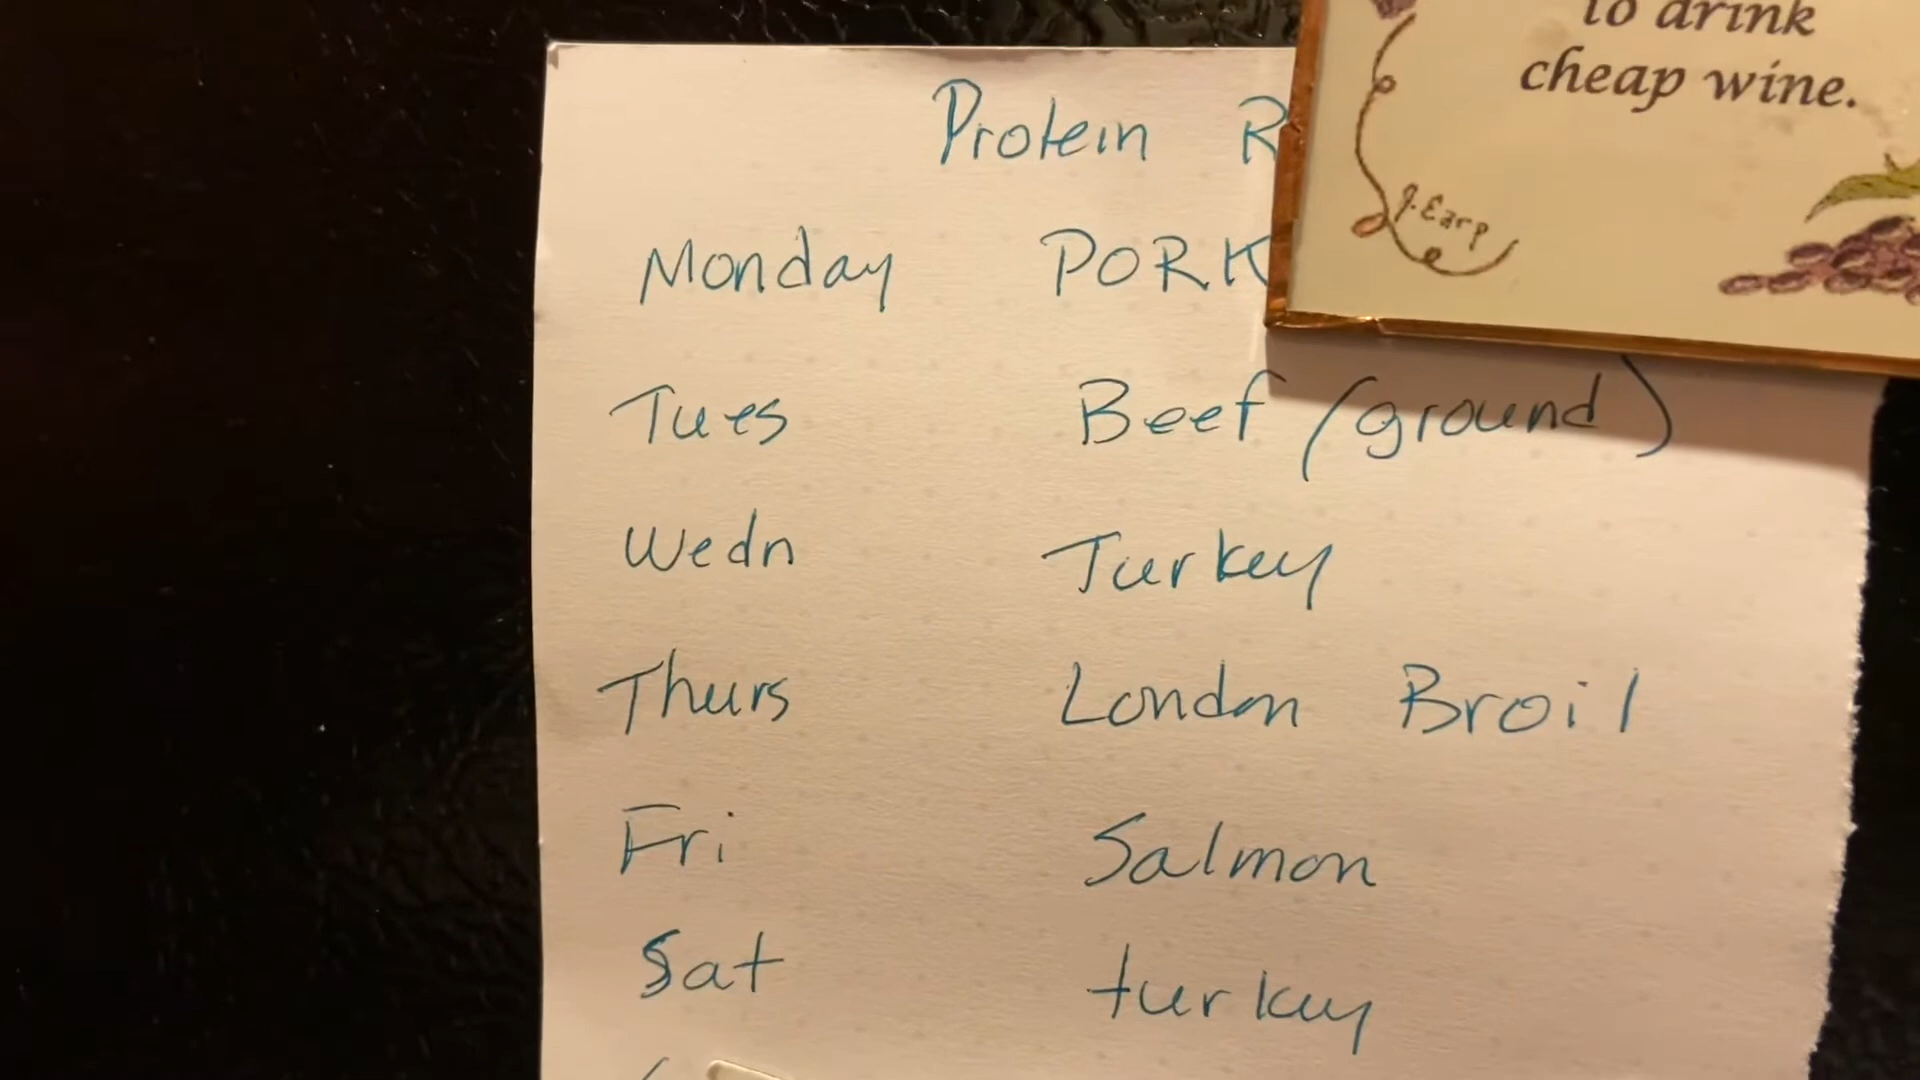 to drink
cheap wine.
J. Earp
Protein
Monday PORK
Tues Beef (ground)
Wedn Turkey
Thurs London Broil
Fri Salmon
Sat turkey